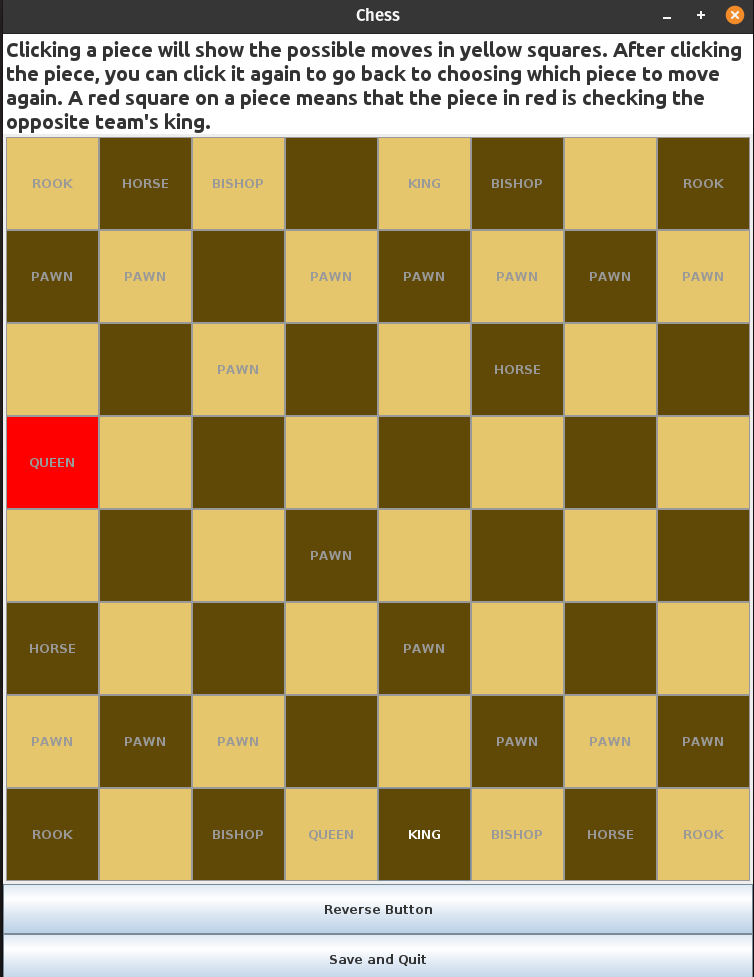 Chess
Clicking a piece will show the possible moves in yellow squares. After clicking
the piece, you can click it again to go back to choosing which piece to move
again. A red square on a piece means that the piece in red is checking the
opposite team's king.
ROOK HORSE BISHOP KING BISHOP ROOK
PAWN PAWN PAWN PAWN PAWN PAWN PAWN
PAWN HORSE
QUEEN
PAWN
HORSE PAWN
PAWN PAWN PAWN PAWN PAWN PAWN
ROOK BISHOP QUEEN KING BISHOP HORSE ROOK
Reverse Button
Save and Quit